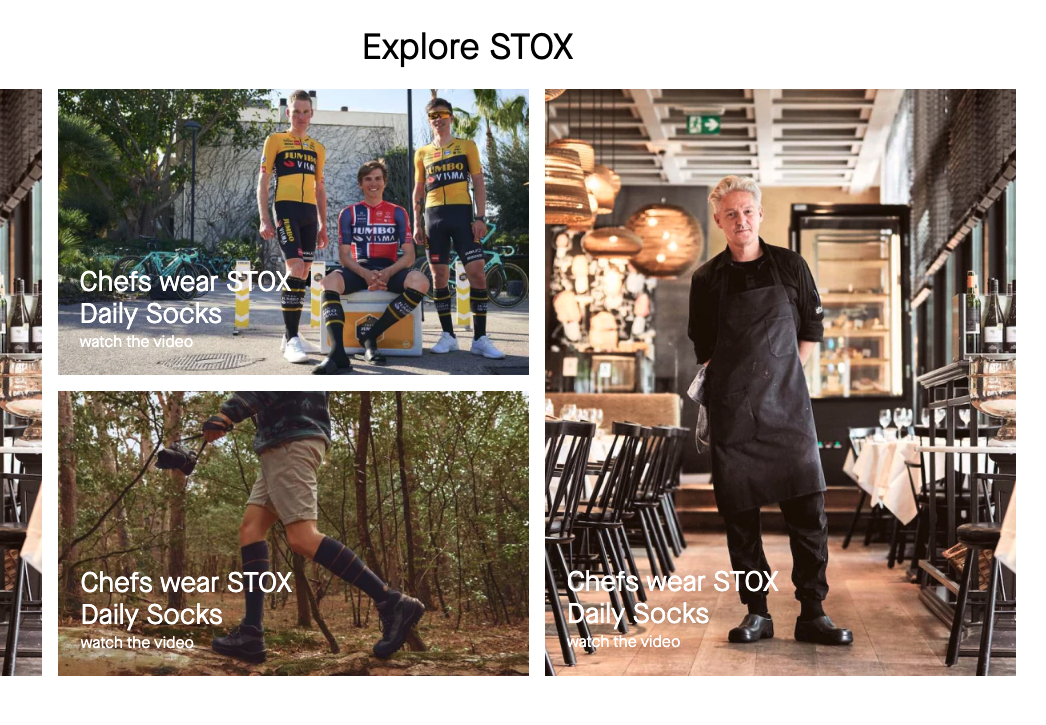 Explore STOX
JUMBO
VISMA
JUMBO
VISMA
JUMBO
VISMA
JUMBO
Chefs wear STOX
Daily Socks
watch the video
Chefs wear STOX
Daily Socks
watch the video
Chefs wear STOX
Daily Socks
watch the video